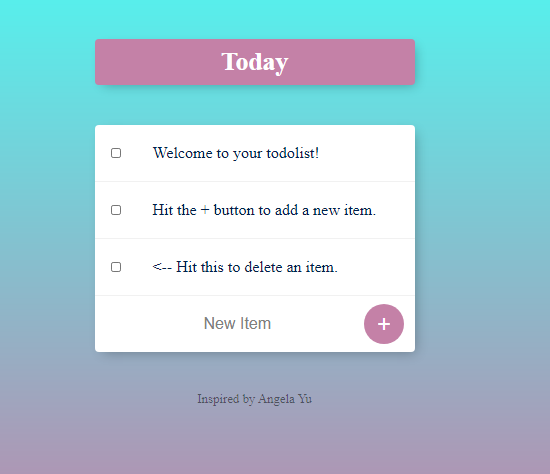 Today
Welcome to your todolist!
Hit the + button to add a new item.
<-- Hit this to delete an item.
New Item +
Inspired by Angela Yu